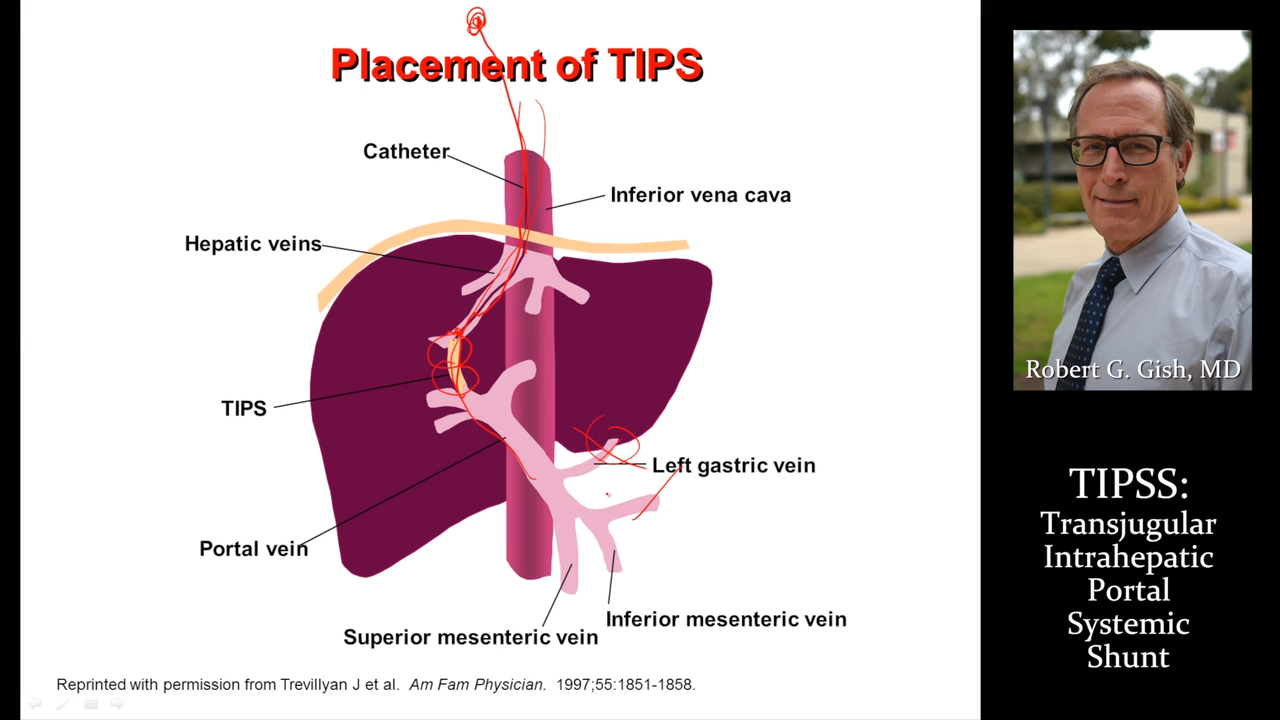 Placement of TIPS
Catheter
Inferior vena cava
Hepatic veins
TIPS
Left gastric vein
Portal vein
Inferior mesenteric vein
Superior mesenteric vein
Reprinted with permission from Trevillyan J et al. Am Fam Physician. 1997;55:1851-1858.
Robert G. Gish, MD
TIPSS:
Transjugular
Intrahepatic
Portal
Systemic
Shunt